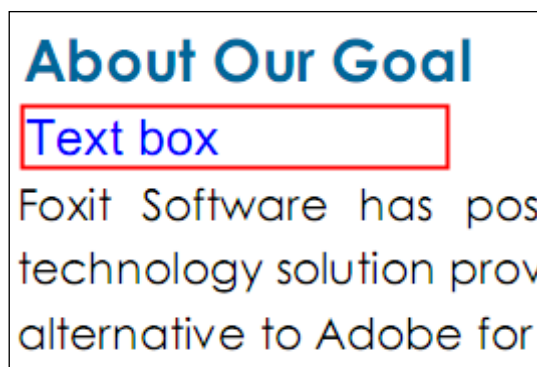 About Our Goal
Text box
Foxit Software has pos
technology solution prov
alternative to Adobe for